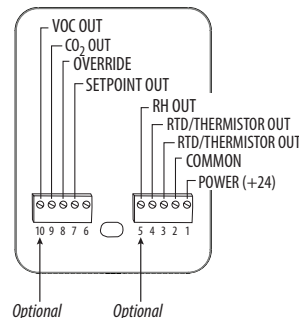 VOC OUT
CO2 OUT
OVERRIDE
SETPOINT OUT
RH OUT
RTD/THERMISTOR OUT
RTD/THERMISTOR OUT
COMMON
POWER (+24)
10 9 8 7 6 5 4 3 2 1
Optional Optional